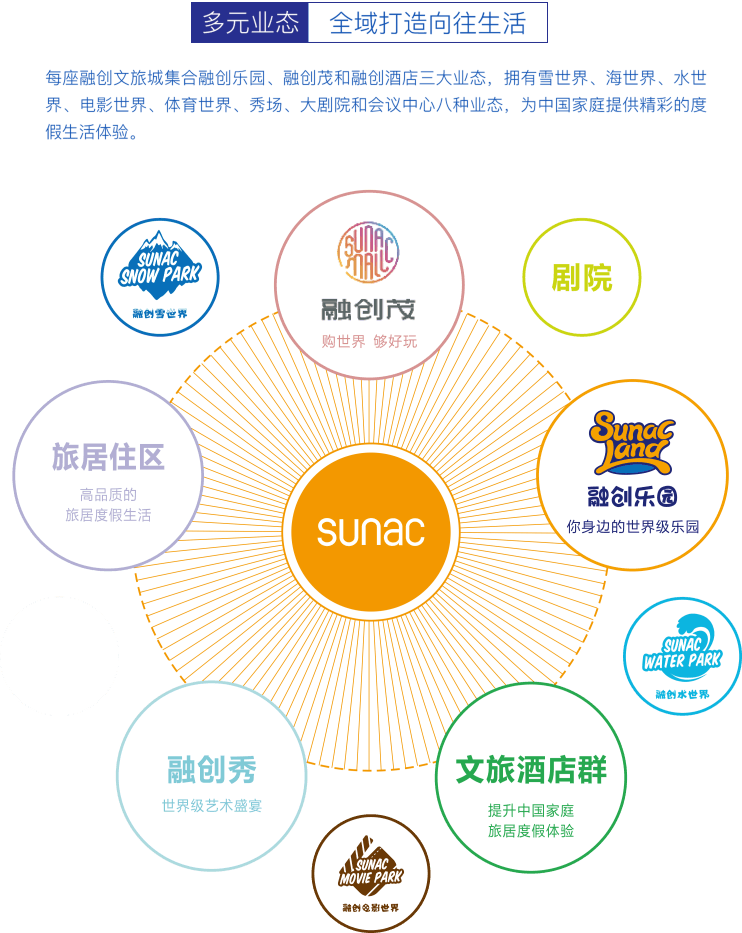 多元业态 全域打造向往生活
每座融创文旅城集合融创乐园、融创茂和融创酒店三大业态，拥有雪世界、海世界、水世
界、电影世界、体育世界、秀场、大剧院和会议中心八种业态，为中国家庭提供精彩的度
假生活体验。
SUNAC
SNOW PARK
融创雪世界
SUNAC
MALL
融创茂
购世界 够好玩
剧院
旅居住区
高品质的
旅居度假生活
Sunac
Land
融创乐园
你身边的世界级乐园
sunac
SUNAC
WATER PARK
融创水世界
融创秀
世界级艺术盛宴
文旅酒店群
提升中国家庭
旅居度假体验
SUNAC
MOVIE PARK
融创电影世界